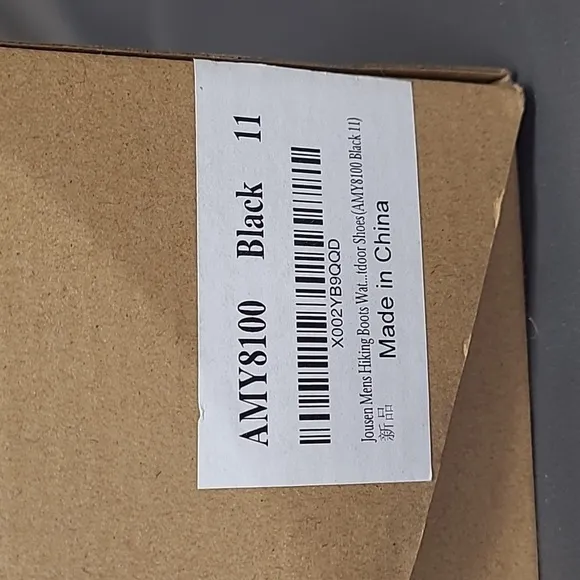 AMY8100 Black 11
X002YB9QQD
Jousen Mens Hiking Boots Wat...tdoor Shoes(AMY8100 Black 11)
新品
Made in China